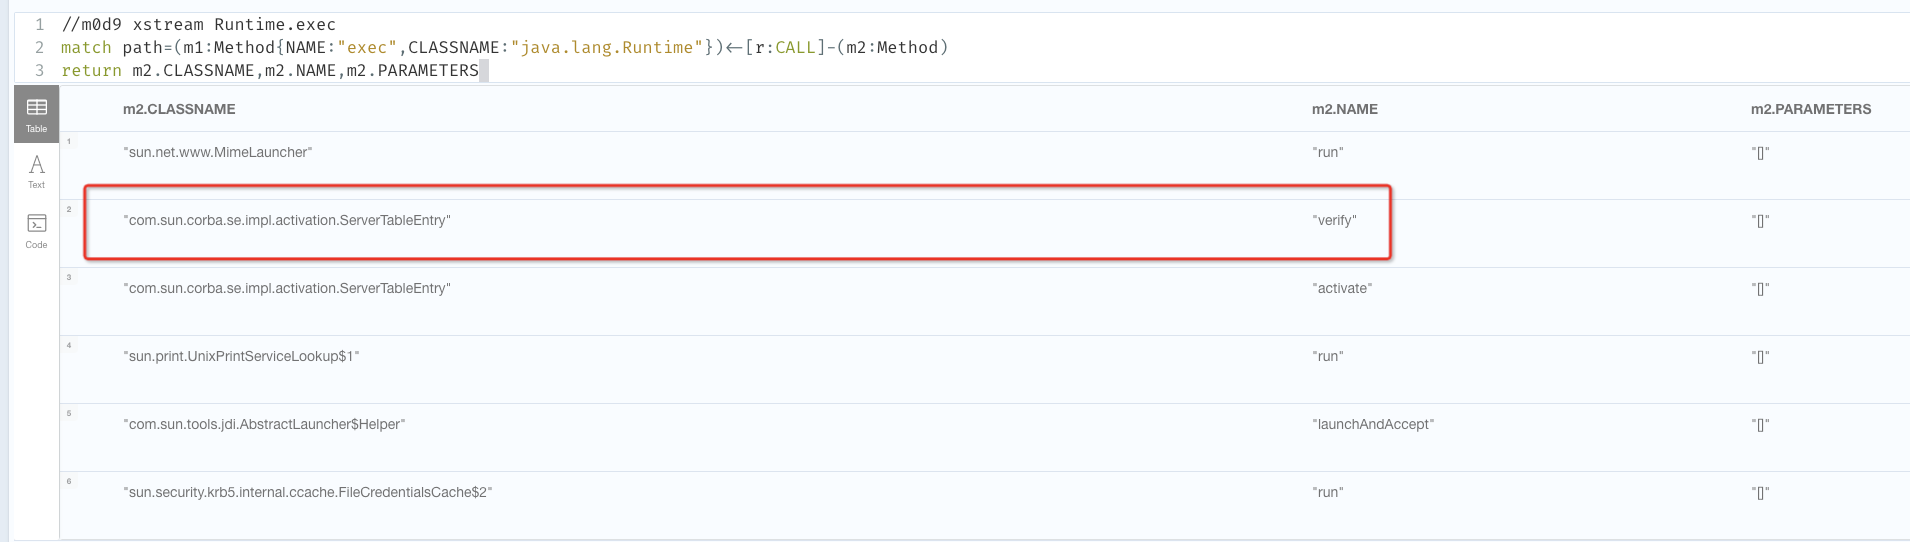 1 //m0d9 xstream Runtime.exec
2 match path=(m1:Method{NAME:"exec",CLASSNAME:"java.lang.Runtime"})<-[r:CALL]-(m2:Method)
3 return m2.CLASSNAME,m2.NAME,m2.PARAMETERS
Table
Text
Code
m2.CLASSNAME m2.NAME m2.PARAMETERS
1 "sun.net.www.MimeLauncher" "run" "[]"
2 "com.sun.corba.se.impl.activation.ServerTableEntry" "verify" "[]"
3 "com.sun.corba.se.impl.activation.ServerTableEntry" "activate" "[]"
4 "sun.print.UnixPrintServiceLookup$1" "run" "[]"
5 "com.sun.tools.jdi.AbstractLauncher$Helper" "launchAndAccept" "[]"
6 "sun.security.krb5.internal.ccache.FileCredentialsCache$2" "run" "[]"